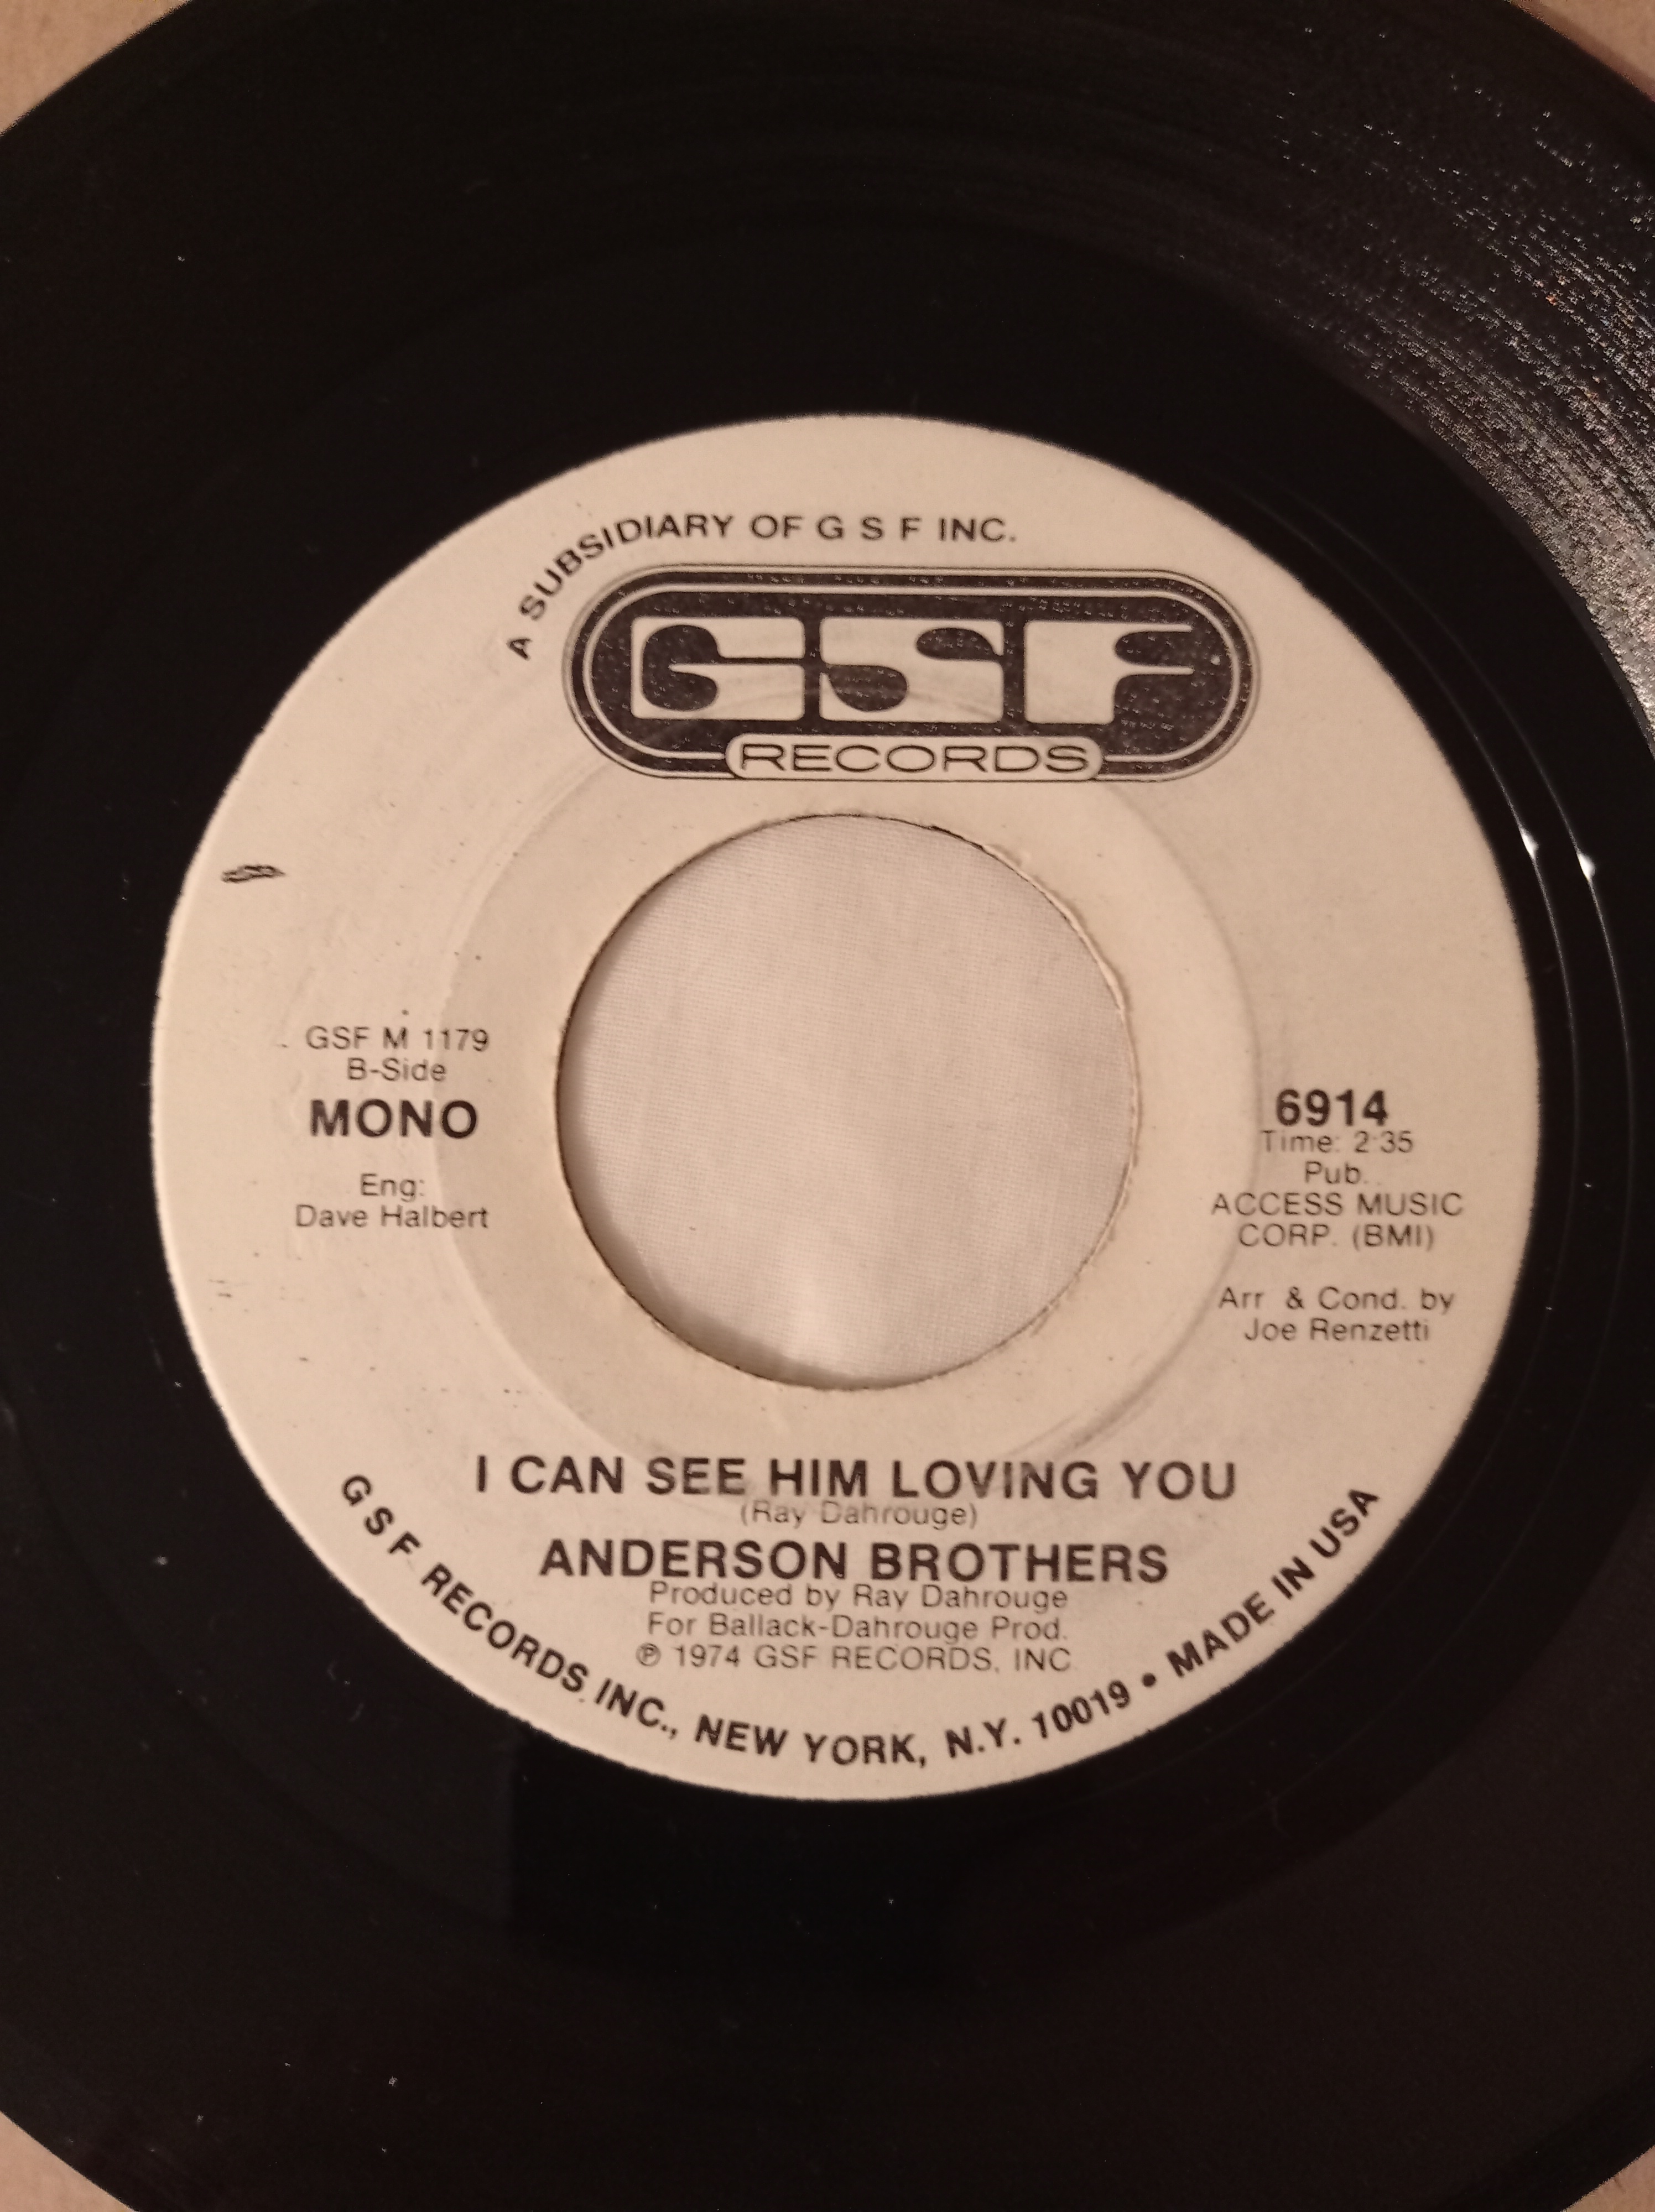 A SUBSIDIARY OF G S F INC.
GSF
RECORDS
GSF M 1179
B-Side
MONO
Eng:
Dave Halbert
6914
Time: 2:35
Pub.
ACCESS MUSIC
CORP. (BMI)
Arr & Cond. by
Joe Renzetti
I CAN SEE HIM LOVING YOU
(Ray Dahrouge)
ANDERSON BROTHERS
Produced by Ray Dahrouge
For Ballack-Dahrouge Prod.
℗ 1974 GSF RECORDS, INC
G S F RECORDS INC., NEW YORK, N.Y. 10019 • MADE IN USA